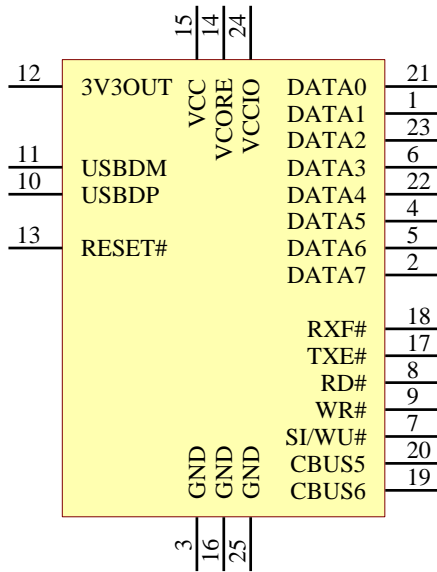 15 14 24
12 3V3OUT VCC VCORE VCCIO DATA0 21
DATA1 1
DATA2 23
11 USBDM DATA3 6
10 USBDP DATA4 22
DATA5 4
13 RESET# DATA6 5
DATA7 2
RXF# 18
TXE# 17
RD# 8
WR# 9
SI/WU# 7
CBUS5 20
GND GND GND CBUS6 19
3 16 25